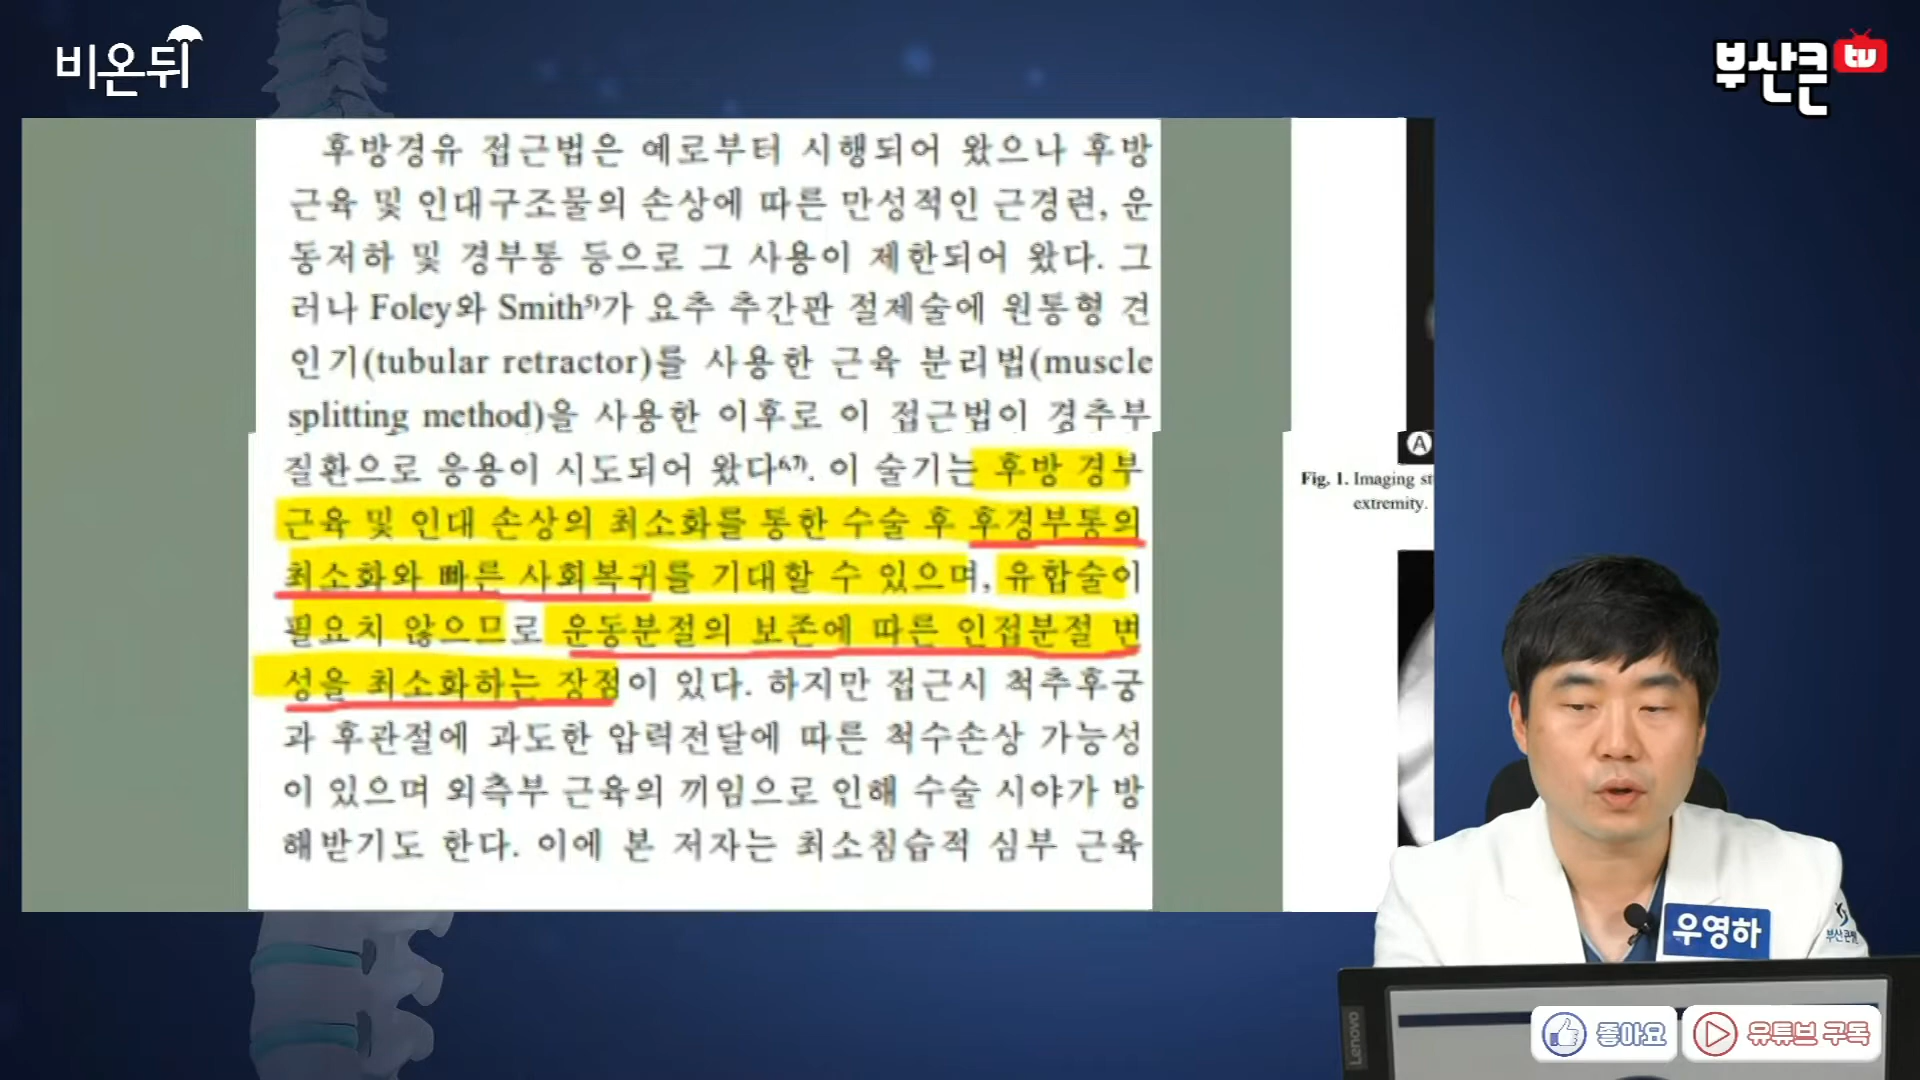 비온뒤
부산큰 tv
후방경유 접근법은 예로부터 시행되어 왔으나 후방
근육 및 인대구조물의 손상에 따른 만성적인 근경련, 운
동저하 및 경부통 등으로 그 사용이 제한되어 왔다. 그
러나 Foley와 Smith⁵⁾가 요추 추간판 절제술에 원통형 견
인기(tubular retractor)를 사용한 근육 분리법(muscle
splitting method)을 사용한 이후로 이 접근법이 경추부
질환으로 응용이 시도되어 왔다⁶,⁷⁾. 이 술기는 후방 경부
근육 및 인대 손상의 최소화를 통한 수술 후 후경부통의
최소화와 빠른 사회복귀를 기대할 수 있으며, 유합술이
필요치 않으므로 운동분절의 보존에 따른 인접분절 변
성을 최소화하는 장점이 있다. 하지만 접근시 척추후궁
과 후관절에 과도한 압력전달에 따른 척수손상 가능성
이 있으며 외측부 근육의 끼임으로 인해 수술 시야가 방
해받기도 한다. 이에 본 저자는 최소침습적 심부 근육
A
Fig. 1. Imaging st
extremity.
우영하
Lenovo
좋아요
유튜브 구독